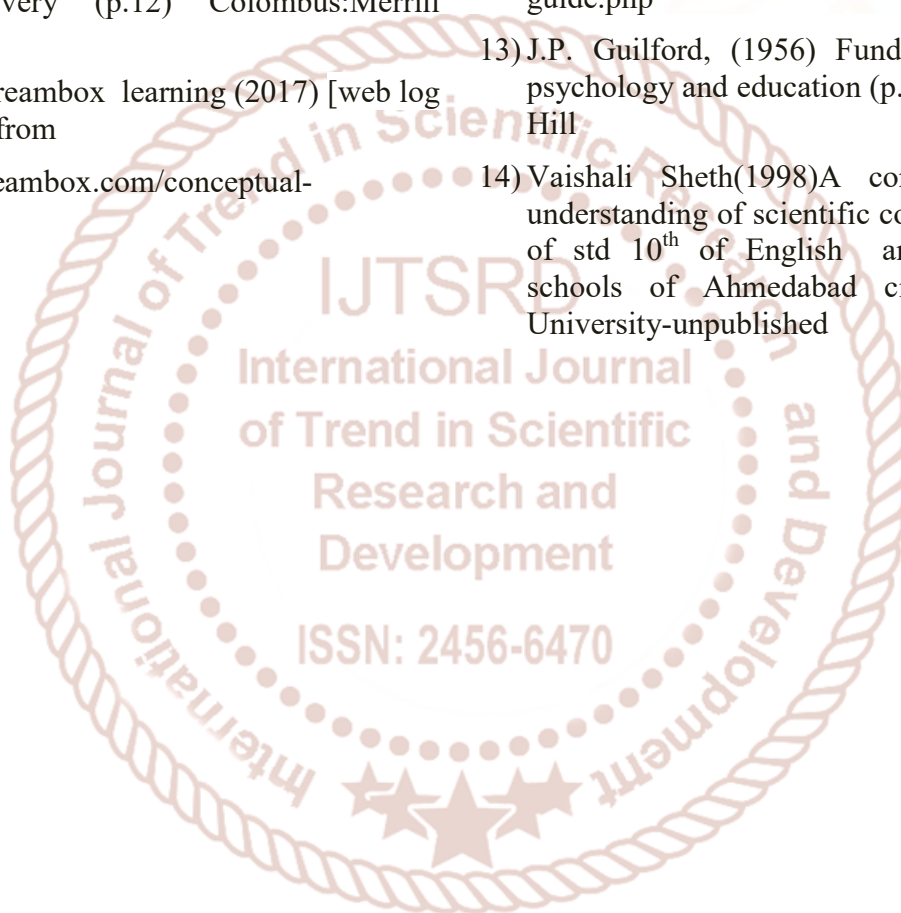 very (p.12) Colombus:Merrill
reambox learning (2017) [web log
from
eambox.com/conceptual-
guide.php
13) J.P. Guilford, (1956) Fund
psychology and education (p.
Hill
14) Vaishali Sheth(1998)A co
understanding of scientific co
of std 10th of English a
schools of Ahmedabad c
University-unpublished
International Journal of Trend in Scientific Research and Development
IJTSRD
International Journal
of Trend in Scientific
Research and
Development
ISSN: 2456-6470